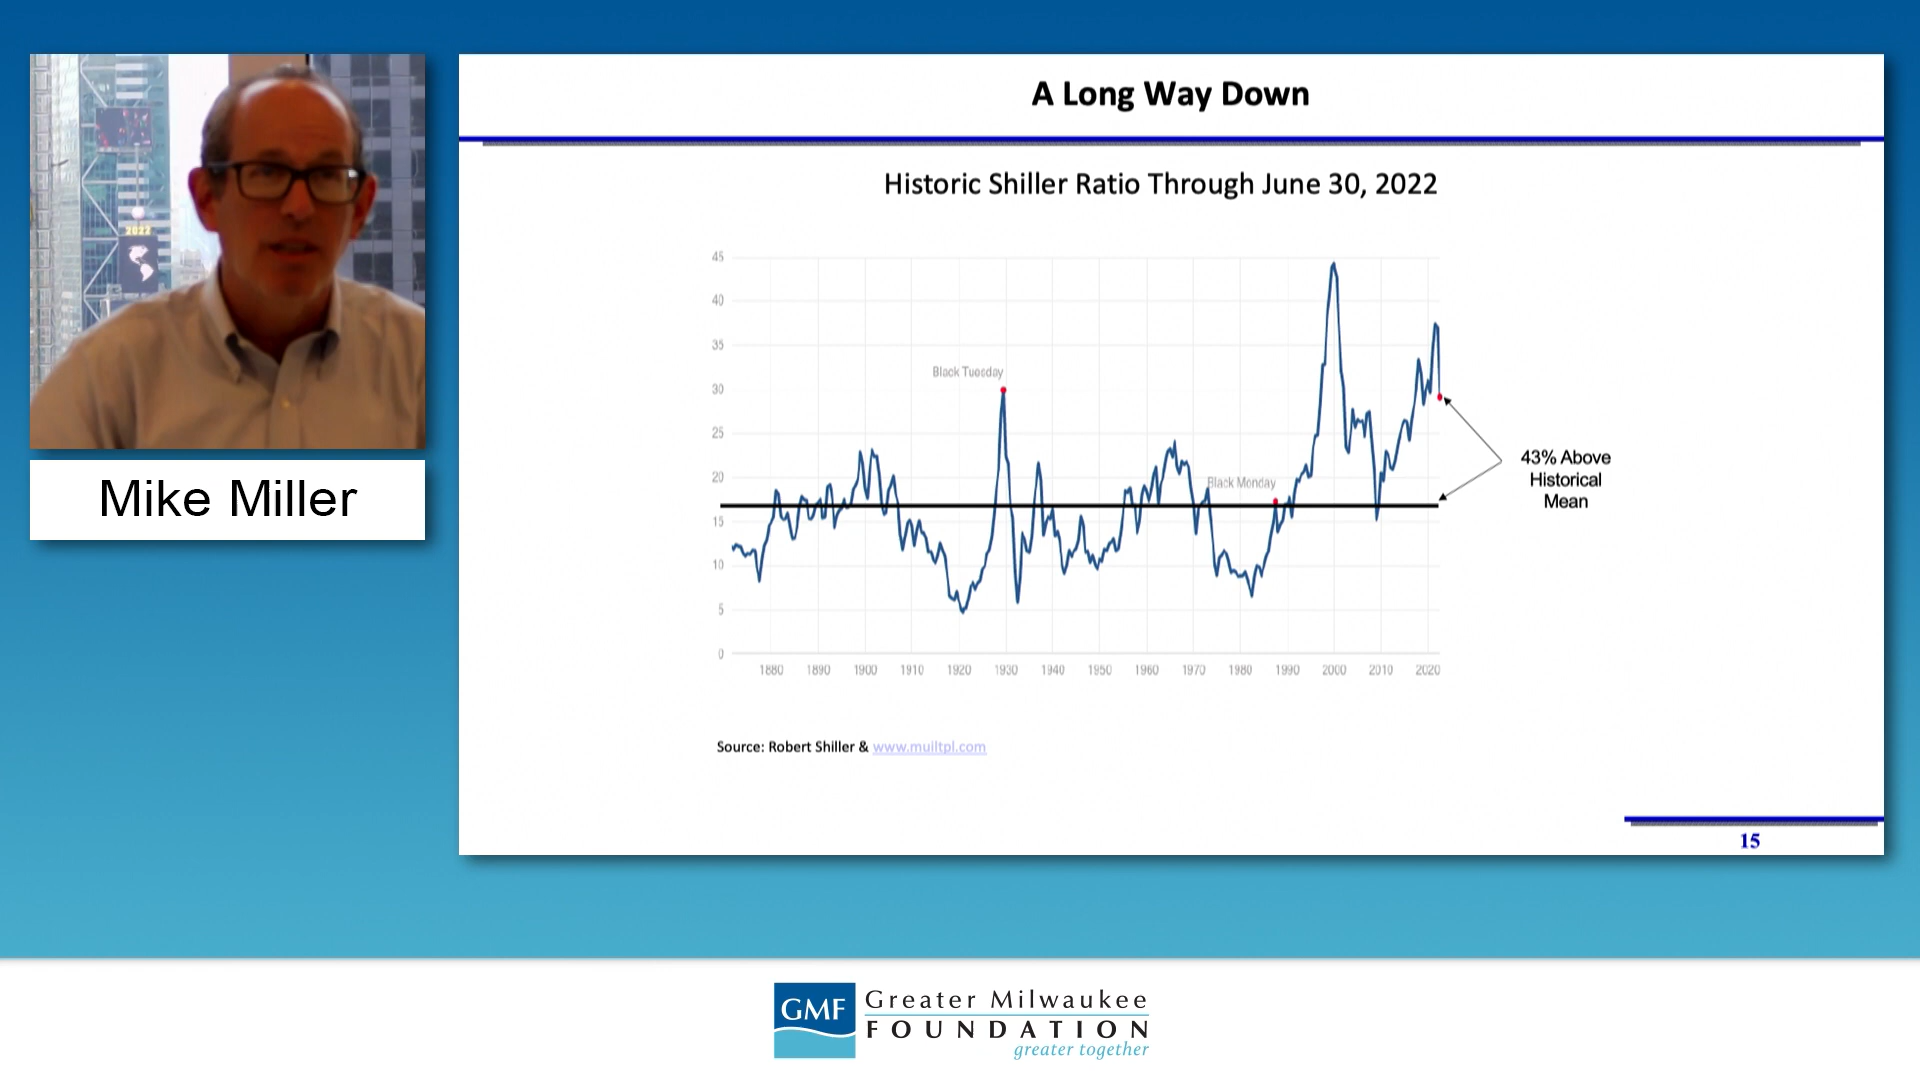 2022
Mike Miller
A Long Way Down
Historic Shiller Ratio Through June 30, 2022
45
40
35
30
25
20
15
10
5
0
Black Tuesday
Black Monday
43% Above
Historical
Mean
1880 1890 1900 1910 1920 1930 1940 1950 1960 1970 1980 1990 2000 2010 2020
Source: Robert Shiller & www.muiltpl.com
15
GMF
Greater Milwaukee
FOUNDATION
greater together